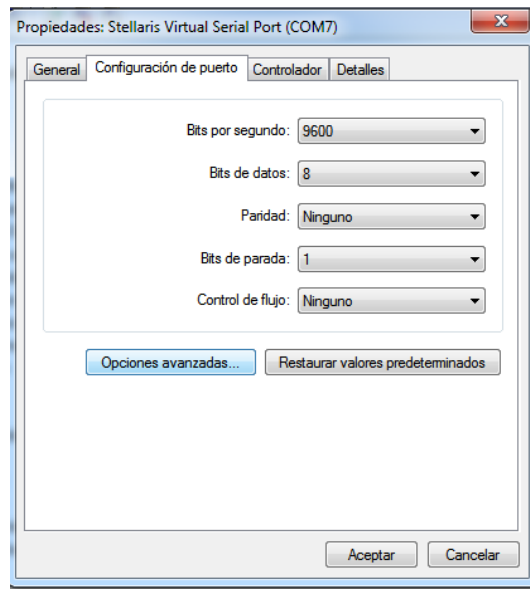 Propiedades: Stellaris Virtual Serial Port (COM7)
General Configuración de puerto Controlador Detalles
Bits por segundo: 9600
Bits de datos: 8
Paridad: Ninguno
Bits de parada: 1
Control de flujo: Ninguno
Opciones avanzadas... Restaurar valores predeterminados
Aceptar Cancelar